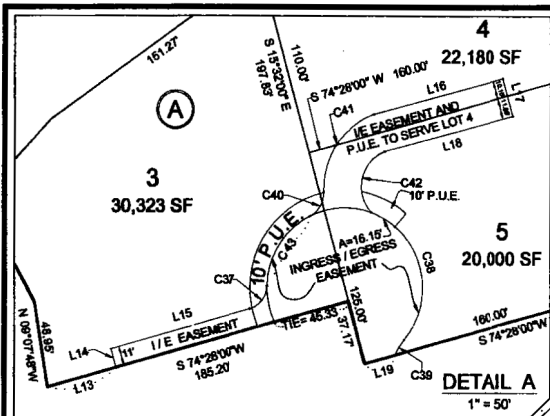 4
22,180 SF
151.27'
110.00'
S 15°32'00" E
197.83'
S 74°28'00" W 160.00'
C41
L16
L17
I/E EASEMENT AND
P.U.E. TO SERVE LOT 4
L18
A
3
30,323 SF
C40
C42
10' P.U.E.
10' P.U.E.
C43
A=16.15'
INGRESS / EGRESS
EASEMENT
C38
5
20,000 SF
C37
L15
L14
11'
I / E EASEMENT
TIE= 45.33'
125.00'
37.17'
160.00'
S 74°28'00"W
N 09°07'48"W
48.95'
L13
S 74°28'00"W
185.20'
L19
C39
DETAIL A
1" = 50'